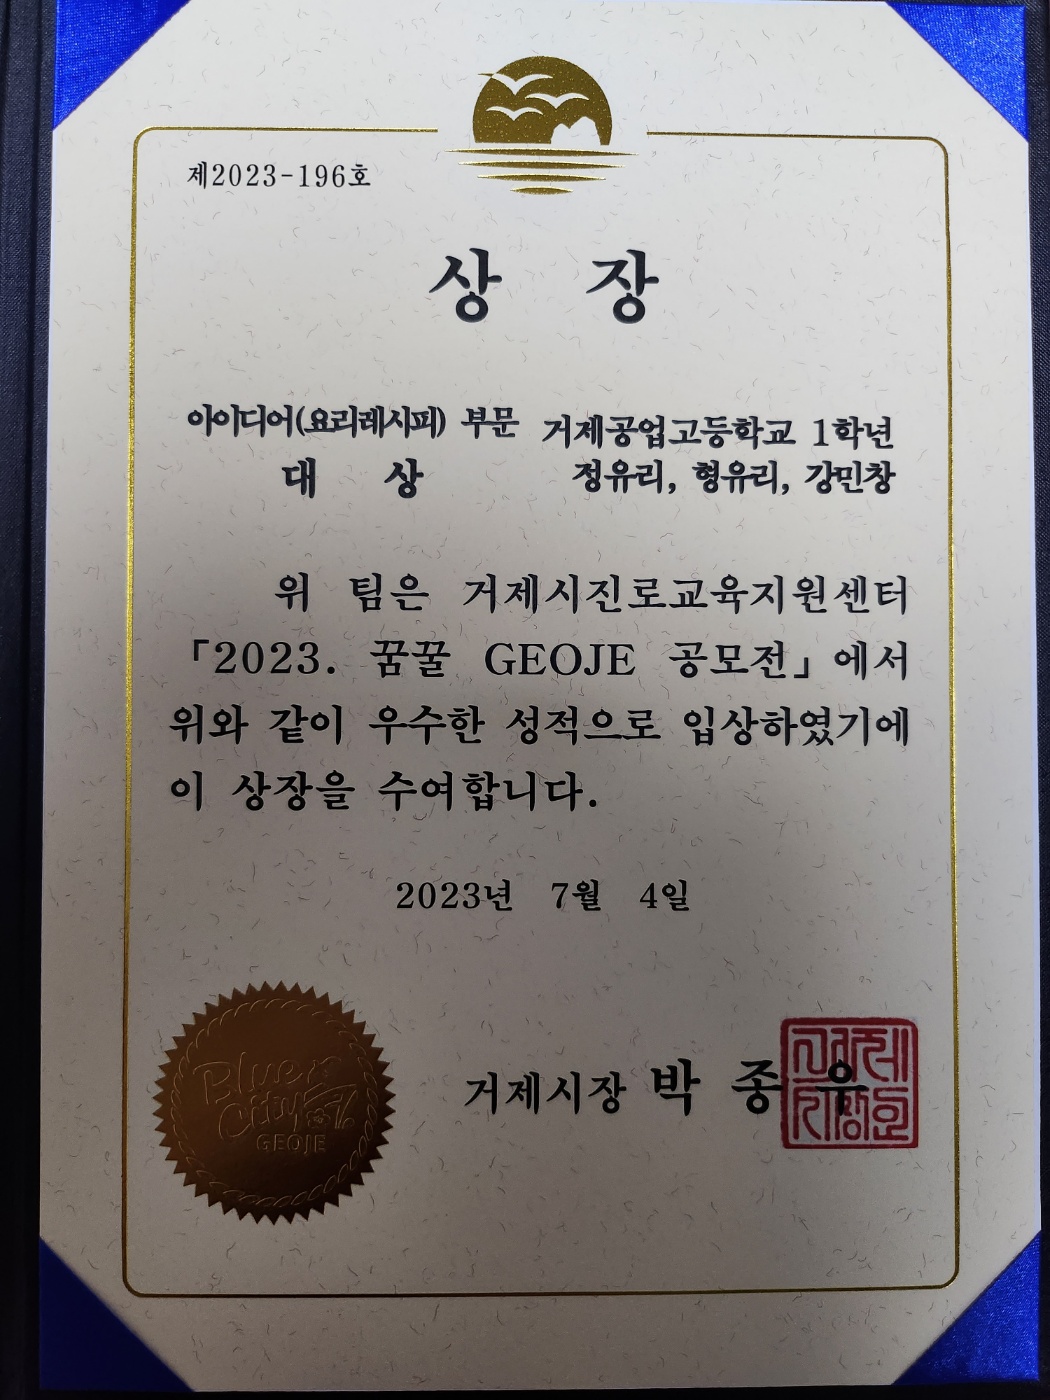 제2023-196호
상 장
아이디어(요리레시피) 부문 거제공업고등학교 1학년
대 상 정유리, 형유리, 강민창
위 팀은 거제시진로교육지원센터
「2023. 꿈꿀 GEOJE 공모전」에서
위와 같이 우수한 성적으로 입상하였기에
이 상장을 수여합니다.
2023년 7월 4일
거제시장 박 종 우
Blue City GEOJE